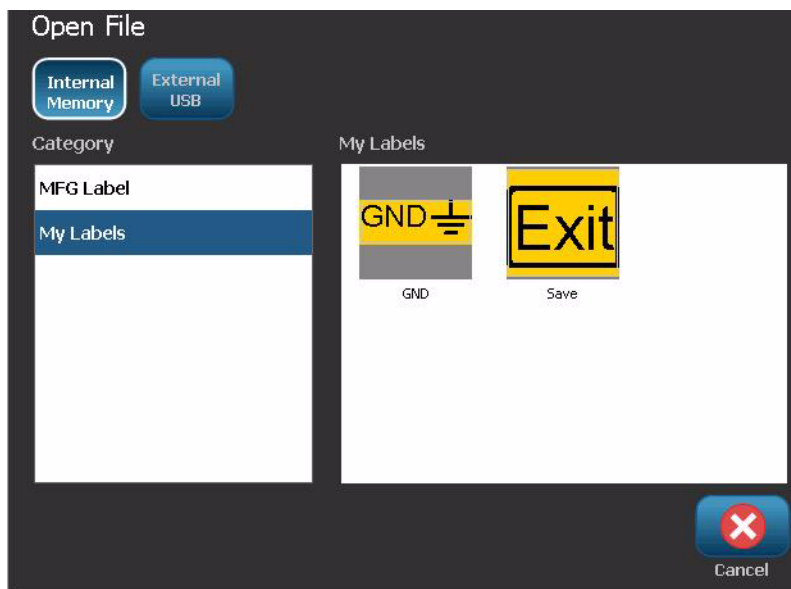 Open File
Internal
Memory
External
USB
Category
My Labels
MFG Label
My Labels
GND
Exit
GND
Save
Cancel